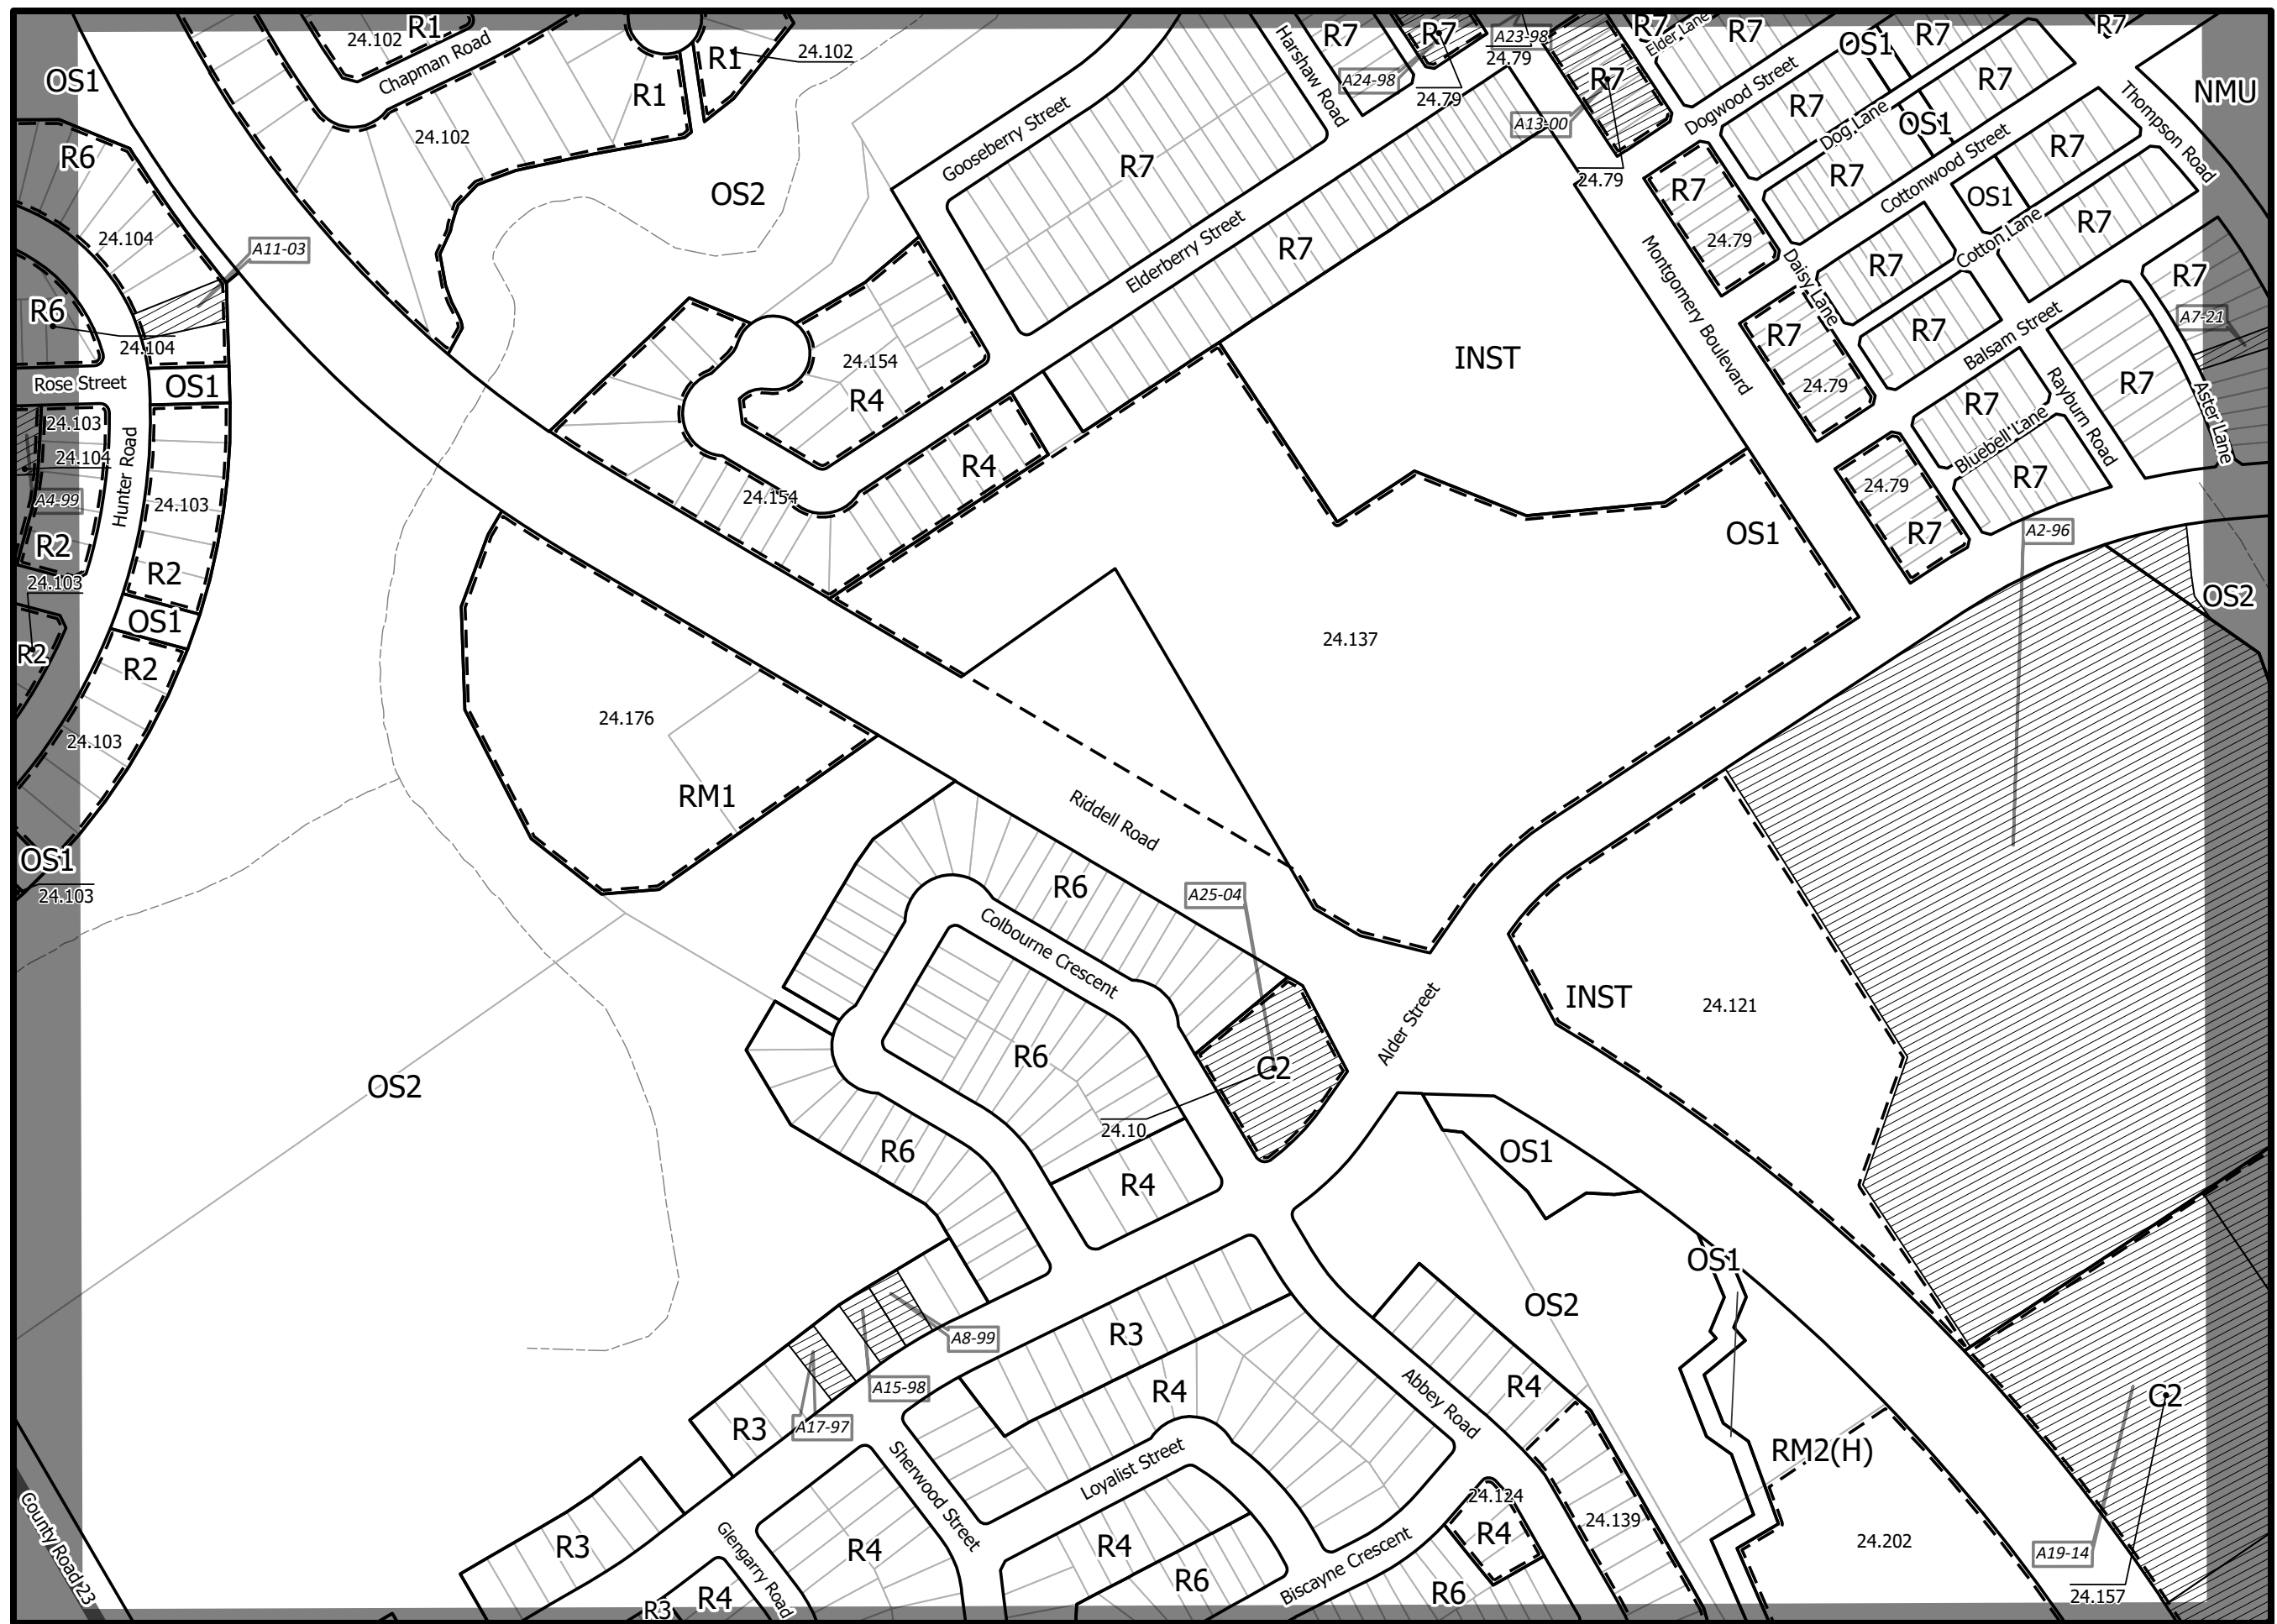 R1
24.102
Chapman Road
R1
24.102
R1
24.102
OS1
R6
24.104
A11-03
R6
24.104
Rose Street
OS1
24.103
24.104
A4-99
Hunter Road
24.103
R2
R2
24.103
OS1
R2
R2
24.103
OS1
24.103
OS2
Gooseberry Street
R7
Harshaw Road
R7
R7
A24-98
24.79
A23-98
24.79
R7
A13-00
24.79
R7
Elder Lane
R7
OS1
R7
R7
R7
NMU
Dogwood Street
R7
Dog Lane
OS1
R7
Thompson Road
R7
Cottonwood Street
R7
24.79
OS1
R7
Daisy Lane
R7
Cotton Lane
R7
A7-21
Elderberry Street
R7
Montgomery Boulevard
R7
24.79
R7
Balsam Street
R7
Rayburn Road
R7
Aster Lane
Bluebell Lane
R7
24.79
R7
A2-96
OS2
24.154
R4
R4
24.154
INST
OS1
24.137
24.176
RM1
Riddell Road
R6
A25-04
Colbourne Crescent
R6
C2
24.10
R4
R6
Alder Street
INST
24.121
OS2
OS1
OS1
OS2
R3
R4
A8-99
A15-98
A17-97
R3
R3
Abbey Road
R4
RM2(H)
C2
Sherwood Street
Loyalist Street
24.124
R4
24.139
24.202
A19-14
24.157
R4
R4
R6
Biscayne Crescent
R6
Glengarry Road
R4
R3
County Road 23